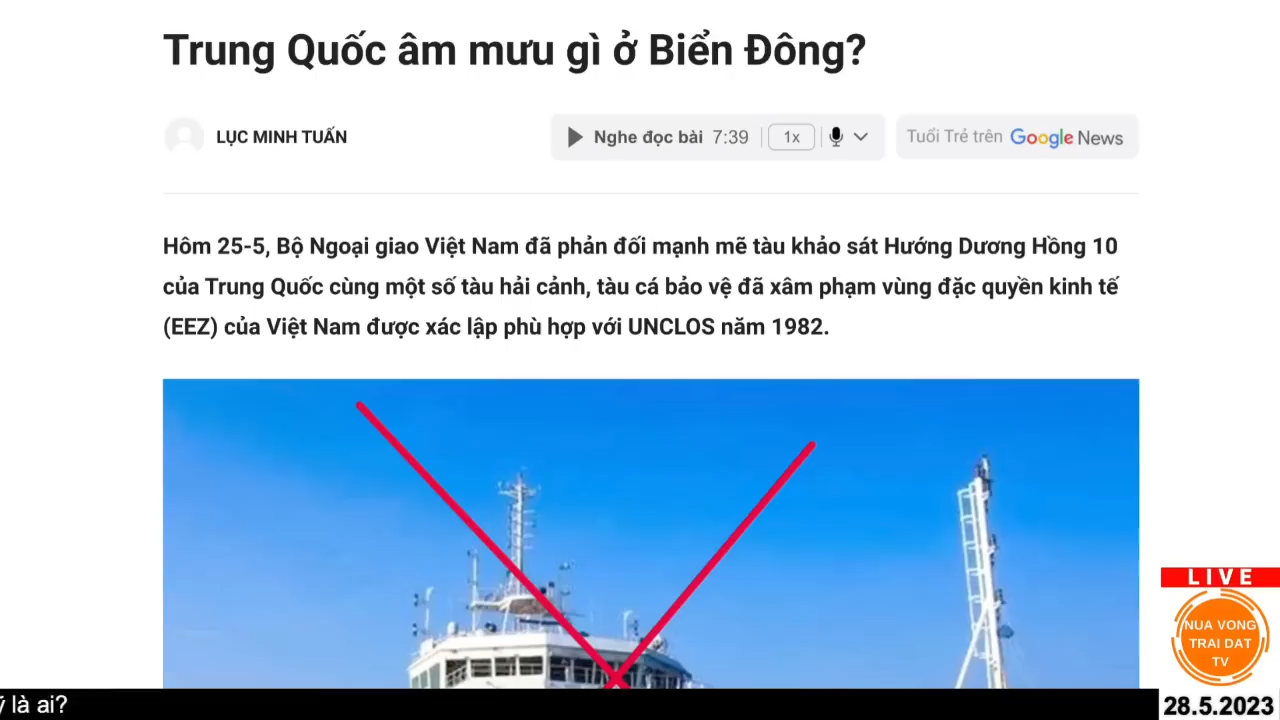 Trung Quốc âm mưu gì ở Biển Đông?
LỤC MINH TUẤN
Nghe đọc bài 7:39 1x
Tuổi Trẻ trên Google News
Hôm 25-5, Bộ Ngoại giao Việt Nam đã phản đối mạnh mẽ tàu khảo sát Hướng Dương Hồng 10
của Trung Quốc cùng một số tàu hải cảnh, tàu cá bảo vệ đã xâm phạm vùng đặc quyền kinh tế
(EEZ) của Việt Nam được xác lập phù hợp với UNCLOS năm 1982.
LIVE
NUA VONG
TRAI DAT
TV
ỹ là ai?
28.5.2023